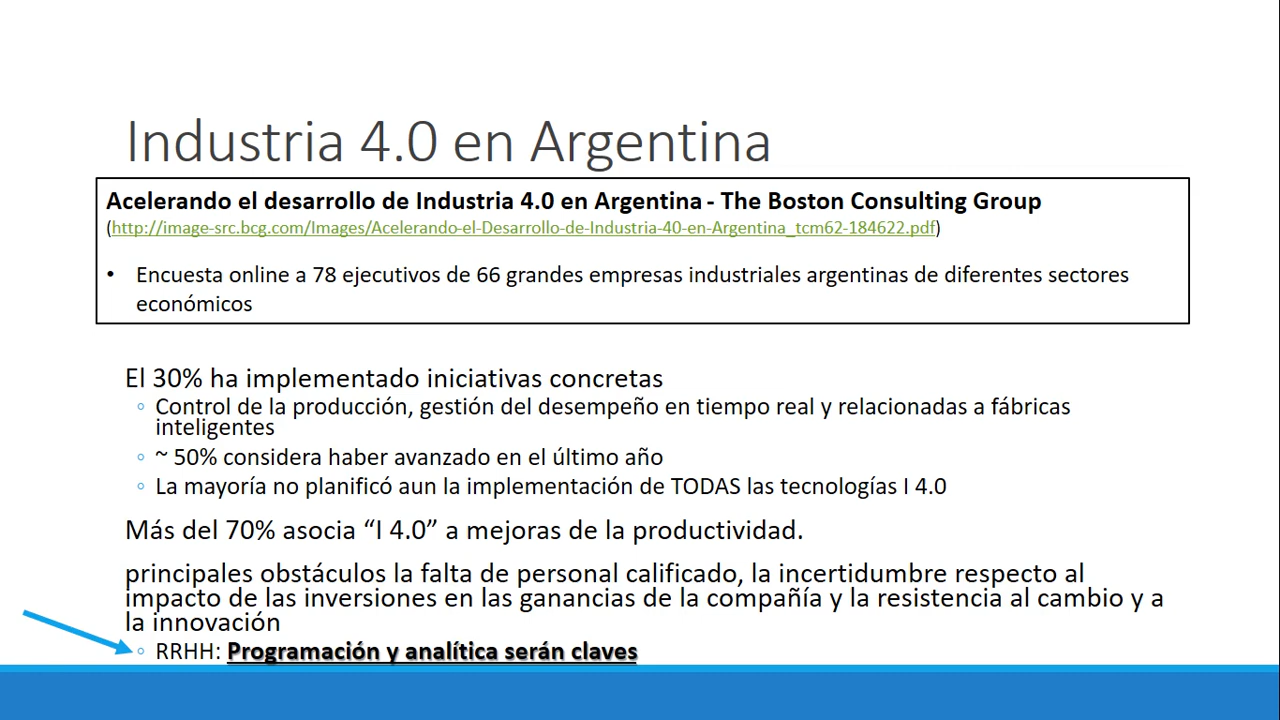 Industria 4.0 en Argentina
Acelerando el desarrollo de Industria 4.0 en Argentina - The Boston Consulting Group
(http://image-src.bcg.com/Images/Acelerando-el-Desarrollo-de-Industria-40-en-Argentina_tcm62-184622.pdf)
• Encuesta online a 78 ejecutivos de 66 grandes empresas industriales argentinas de diferentes sectores
económicos
El 30% ha implementado iniciativas concretas
◦ Control de la producción, gestión del desempeño en tiempo real y relacionadas a fábricas
inteligentes
◦ ~ 50% considera haber avanzado en el último año
◦ La mayoría no planificó aun la implementación de TODAS las tecnologías I 4.0
Más del 70% asocia “I 4.0” a mejoras de la productividad.
principales obstáculos la falta de personal calificado, la incertidumbre respecto al
impacto de las inversiones en las ganancias de la compañía y la resistencia al cambio y a
la innovación
◦ RRHH: Programación y analítica serán claves